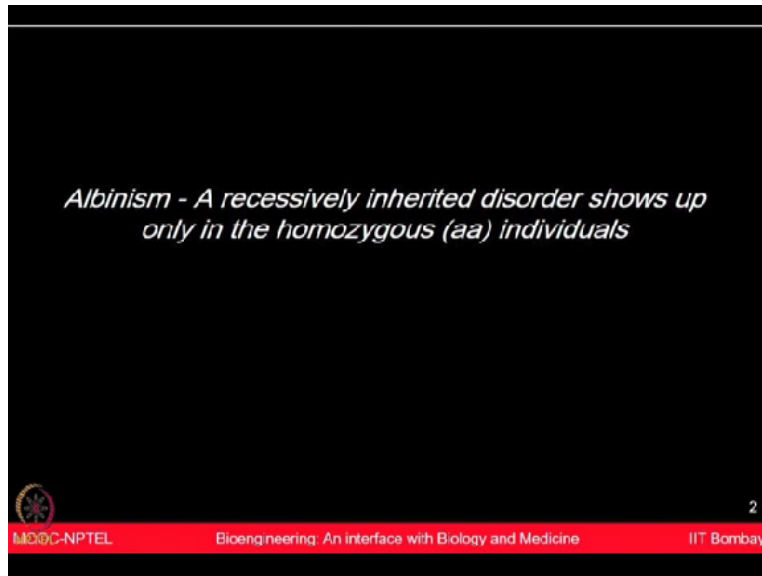 Albinism - A recessively inherited disorder shows up
only in the homozygous (aa) individuals
2
MOOC-NPTEL
Bioengineering: An interface with Biology and Medicine
IIT Bombay